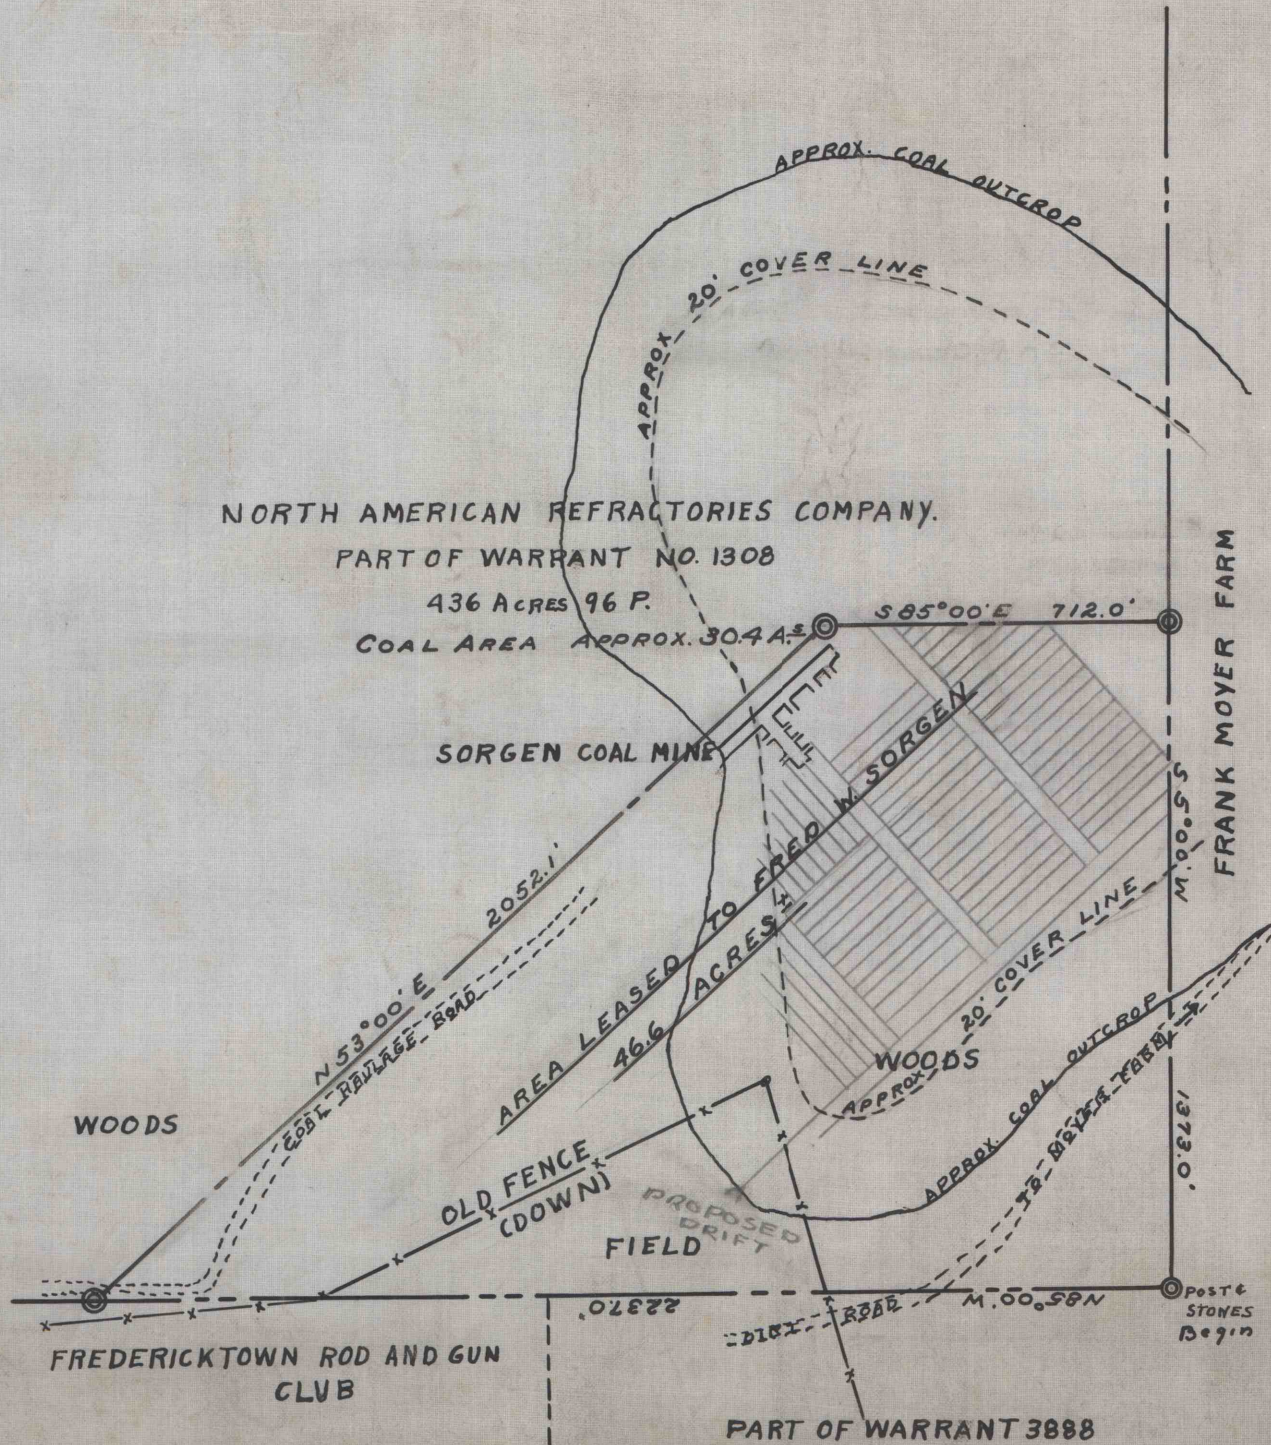 APPROX. COAL OUTCROP
APPROX 20' COVER LINE
NORTH AMERICAN REFRACTORIES COMPANY.
PART OF WARRANT NO. 1308
436 ACRES 96 P.
COAL AREA APPROX. 30.4 A.S
S 85°00' E 712.0'
FRANK MOYER FARM
SORGEN COAL MINE
S 5°00' W.
1373.0'
2052.1'
N 53°00' E
COAL HAULAGE ROAD
AREA LEASED TO FRED W. SORGEN
46.6 ACRES ±
APPROX. 20' COVER LINE
WOODS
WOODS
APPROX. COAL OUTCROP
TO MOYER FARM
OLD FENCE
(DOWN)
PROPOSED
DRIFT
FIELD
2237.0'
N 85°00' W
DIRT ROAD
POST &
STONES
Begin
FREDERICKTOWN ROD AND GUN
CLUB
PART OF WARRANT 3888